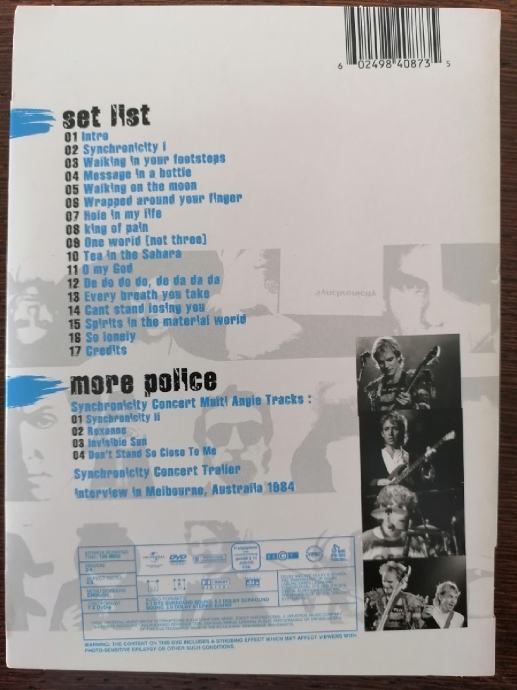 6 02498 40873 5
set list
01 Intro
02 Synchronicity i
03 Walking in your footsteps
04 Message in a bottle
05 Walking on the moon
06 Wrapped around your finger
07 Hole in my life
08 king of pain
09 One world (not three)
10 Tea in the Sahara
11 O my God
12 De do do do, de da da da
13 Every breath you take
14 Cant stand losing you
15 Spirits in the material world
16 So lonely
17 Credits
more police
Synchronicity Concert Multi Angle Tracks :
01 Synchronicity ii
02 Roxanne
03 Invisible Sun
04 Don't Stand So Close To Me
Synchronicity Concert Trailer
Interview in Melbourne, Australia 1984
WARNING: THE CONTENT ON THIS DVD INCLUDES A STROBING EFFECT WHICH MAY AFFECT VIEWERS WITH
PHOTO-SENSITIVE EPILEPSY OR OTHER SUCH CONDITIONS.